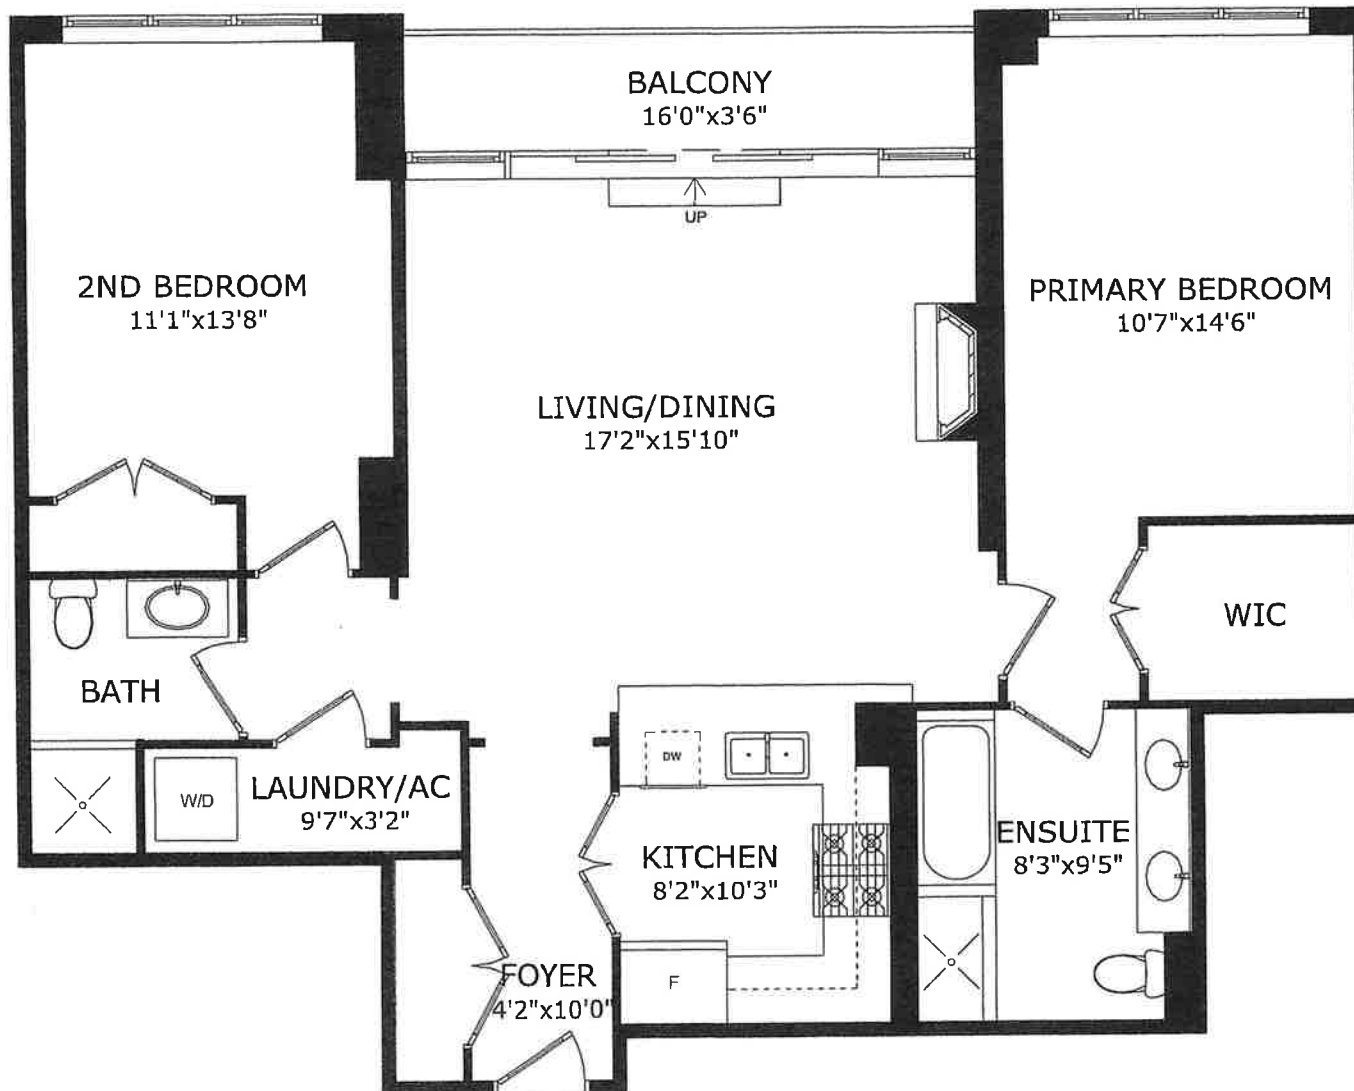 BALCONY
16'0"x3'6"
UP
2ND BEDROOM
11'1"x13'8"
PRIMARY BEDROOM
10'7"x14'6"
LIVING/DINING
17'2"x15'10"
WIC
BATH
DW
W/D
LAUNDRY/AC
9'7"x3'2"
KITCHEN
8'2"x10'3"
ENSUITE
8'3"x9'5"
FOYER
4'2"x10'0"
F